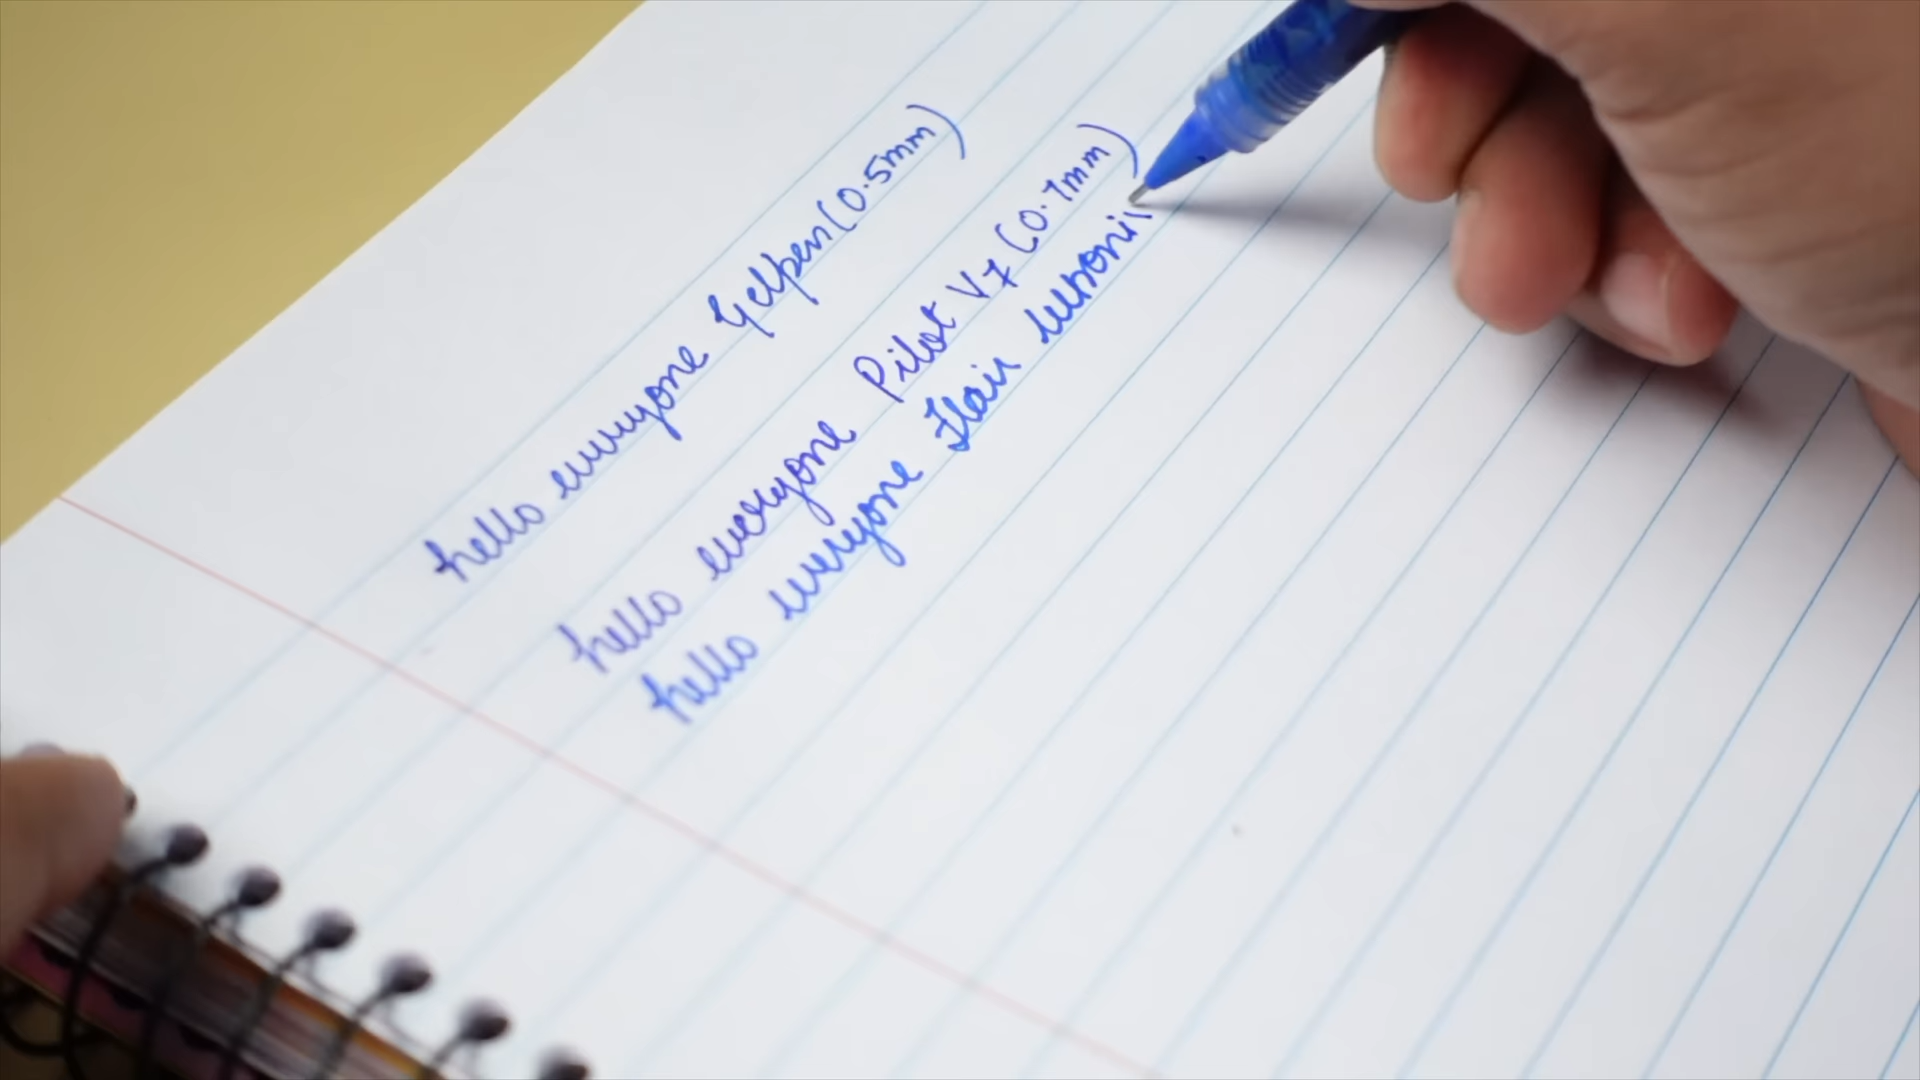 hello everyone Gelpen (0.5mm)
hello everyone Pilot V7 (0.7mm)
hello everyone Flair